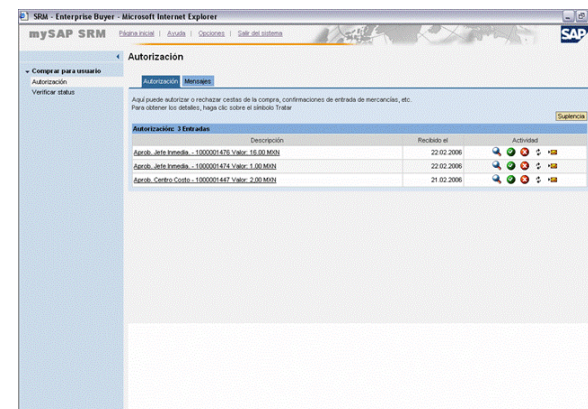 SRM - Enterprise Buyer - Microsoft Internet Explorer
mySAP SRM
Página inicial | Ayuda | Opciones | Salir del sistema
SAP
Autorización
Comprar para usuario
Autorización
Verificar status
Autorización Mensajes
Aquí puede autorizar o rechazar cestas de la compra, confirmaciones de entrada de mercancías, etc.
Para obtener los detalles, haga clic sobre el símbolo Tratar
Suplencia
Autorización: 3 Entradas
Descripción Recibido el Actividad
Aprob. Jefe Inmedia. - 1000001476 Valor: 16.00 MXN 22.02.2006
Aprob. Jefe Inmedia. - 1000001474 Valor: 1.00 MXN 22.02.2006
Aprob. Centro Costo - 1000001447 Valor: 2.00 MXN 21.02.2006